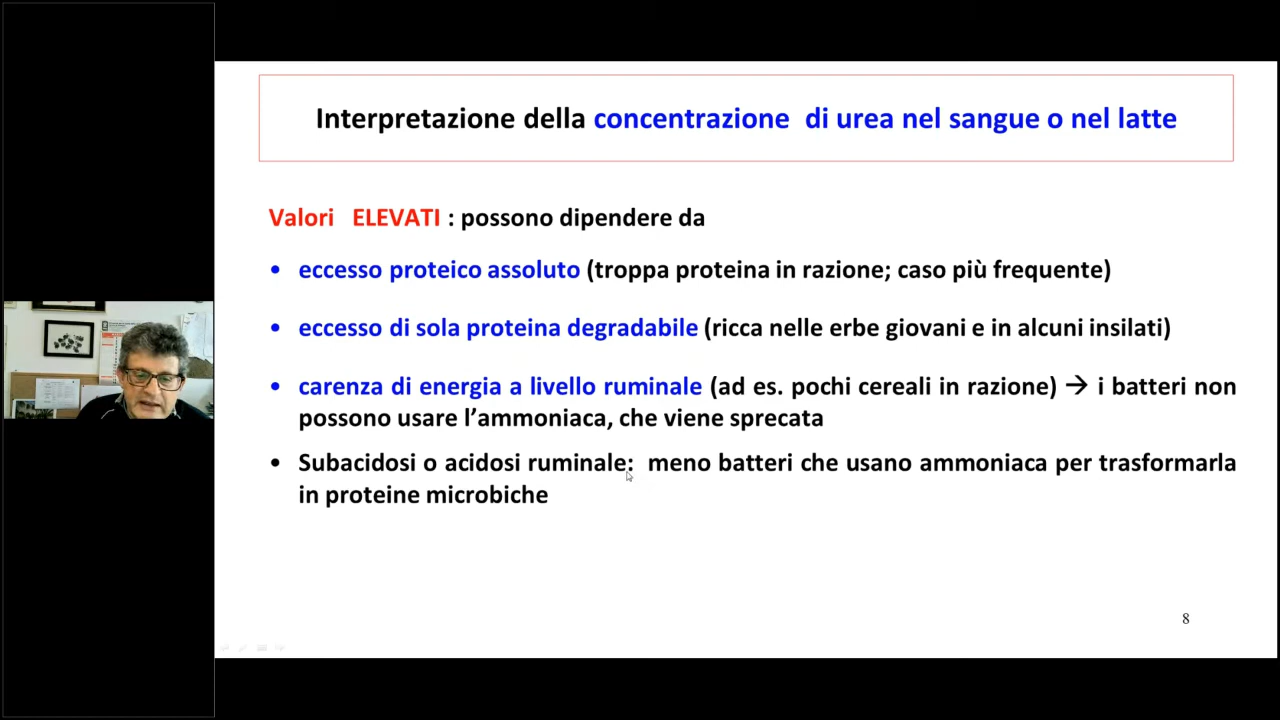 Interpretazione della concentrazione di urea nel sangue o nel latte
Valori ELEVATI : possono dipendere da
• eccesso proteico assoluto (troppa proteina in razione; caso più frequente)
• eccesso di sola proteina degradabile (ricca nelle erbe giovani e in alcuni insilati)
• carenza di energia a livello ruminale (ad es. pochi cereali in razione) → i batteri non
possono usare l’ammoniaca, che viene sprecata
• Subacidosi o acidosi ruminale: meno batteri che usano ammoniaca per trasformarla
in proteine microbiche
8